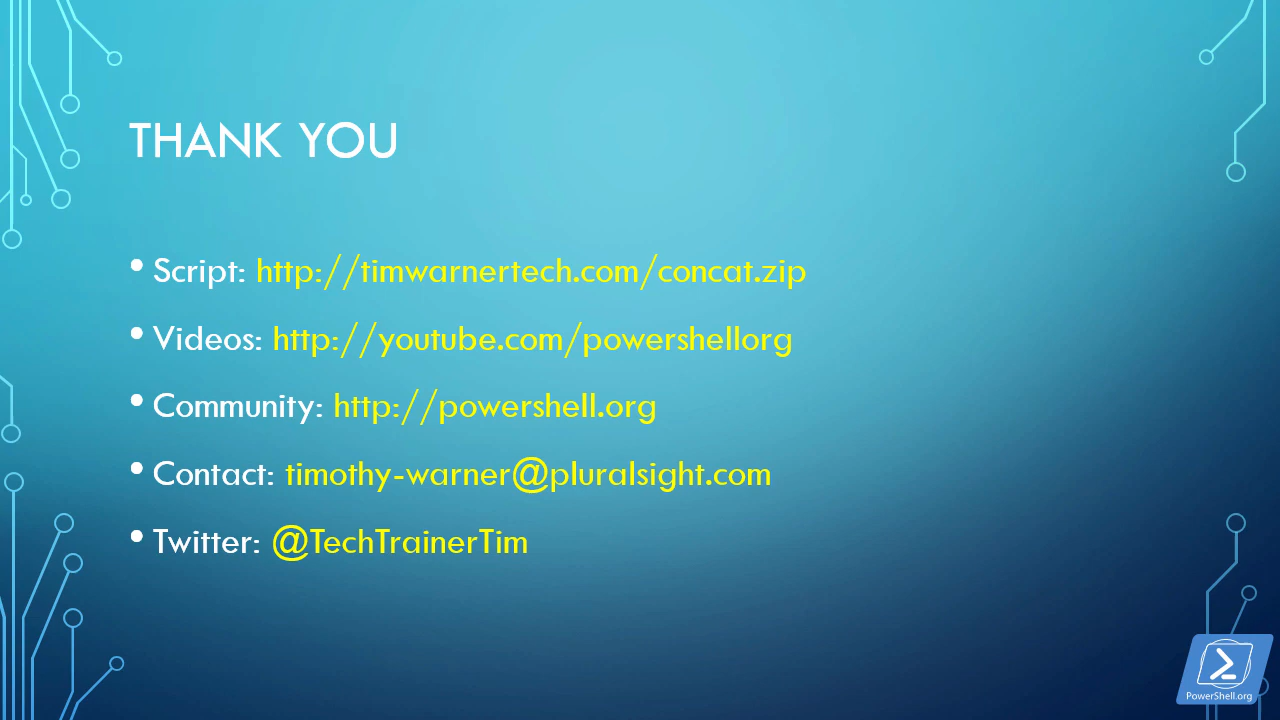 THANK YOU
• Script: http://timwarnertech.com/concat.zip
• Videos: http://youtube.com/powershellorg
• Community: http://powershell.org
• Contact: timothy-warner@pluralsight.com
• Twitter: @TechTrainerTim
PowerShell.org